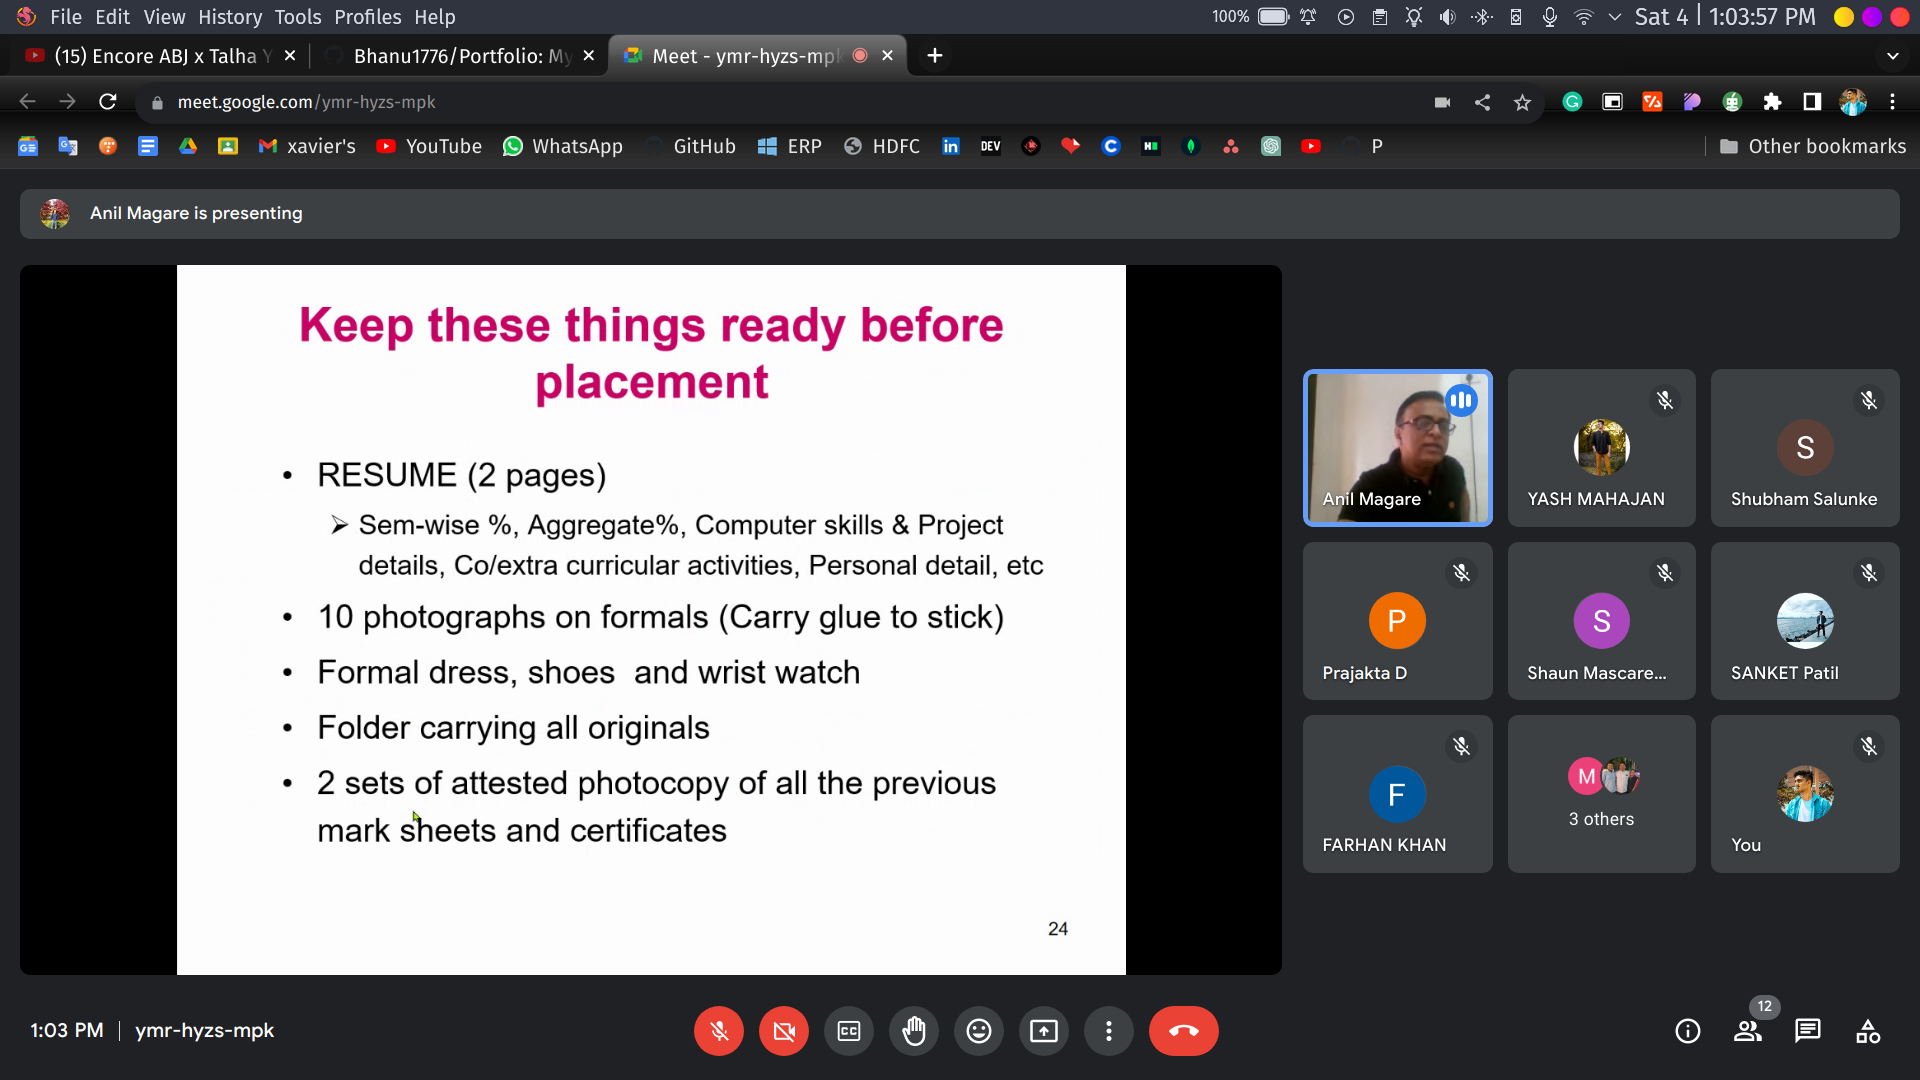 File Edit View History Tools Profiles Help
100%
Sat 4 1:03:57 PM
(15) Encore ABJ x Talha Y
Bhanu1776/Portfolio: My
Meet - ymr-hyzs-mpk
meet.google.com/ymr-hyzs-mpk
xavier's YouTube WhatsApp GitHub ERP HDFC in DEV P
Other bookmarks
Anil Magare is presenting
Keep these things ready before
placement
• RESUME (2 pages)
➢ Sem-wise %, Aggregate%, Computer skills & Project
details, Co/extra curricular activities, Personal detail, etc
• 10 photographs on formals (Carry glue to stick)
• Formal dress, shoes  and wrist watch
• Folder carrying all originals
• 2 sets of attested photocopy of all the previous
mark sheets and certificates
24
Anil Magare
YASH MAHAJAN
S
Shubham Salunke
P
Prajakta D
S
Shaun Mascare...
SANKET Patil
F
FARHAN KHAN
M
3 others
You
1:03 PM ymr-hyzs-mpk
CC
12